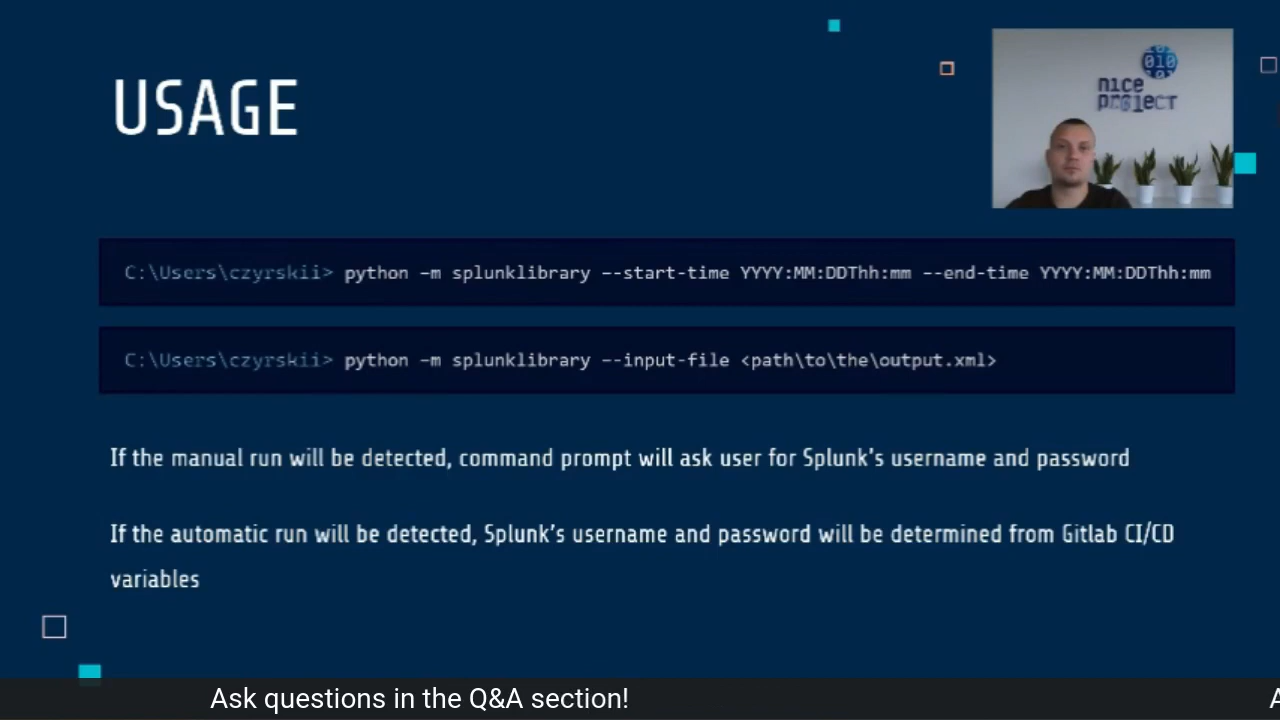 USAGE
010
nice
project
C:\Users\czyrskii> python -m splunklibrary --start-time YYYY:MM:DDThh:mm --end-time YYYY:MM:DDThh:mm
C:\Users\czyrskii> python -m splunklibrary --input-file <path\to\the\output.xml>
If the manual run will be detected, command prompt will ask user for Splunk's username and password
If the automatic run will be detected, Splunk's username and password will be determined from Gitlab CI/CD
variables
Ask questions in the Q&A section!
A